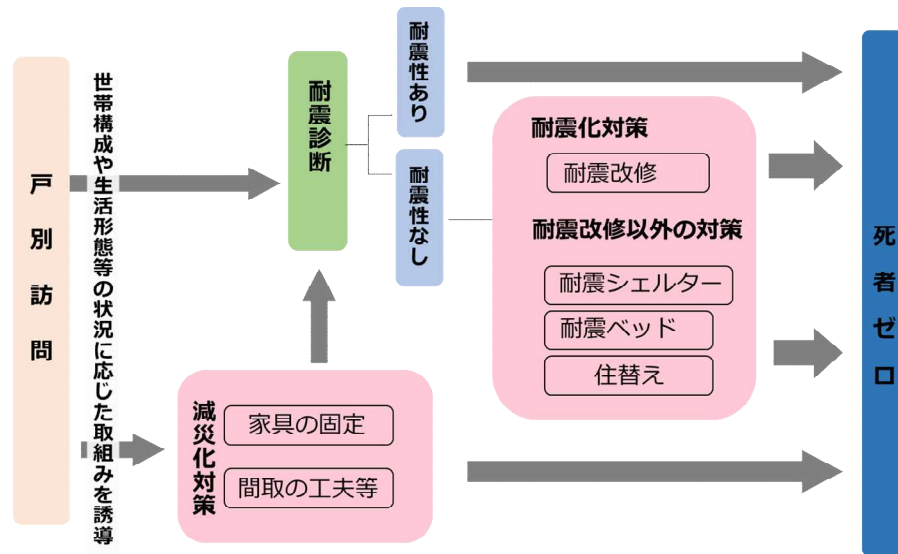 戸別訪問
世帯構成や生活形態等の状況に応じた取組みを誘導
耐震診断
耐震性あり
耐震性なし
耐震化対策
耐震改修
耐震改修以外の対策
耐震シェルター
耐震ベッド
住替え
減災化対策
家具の固定
間取の工夫等
死者ゼロ